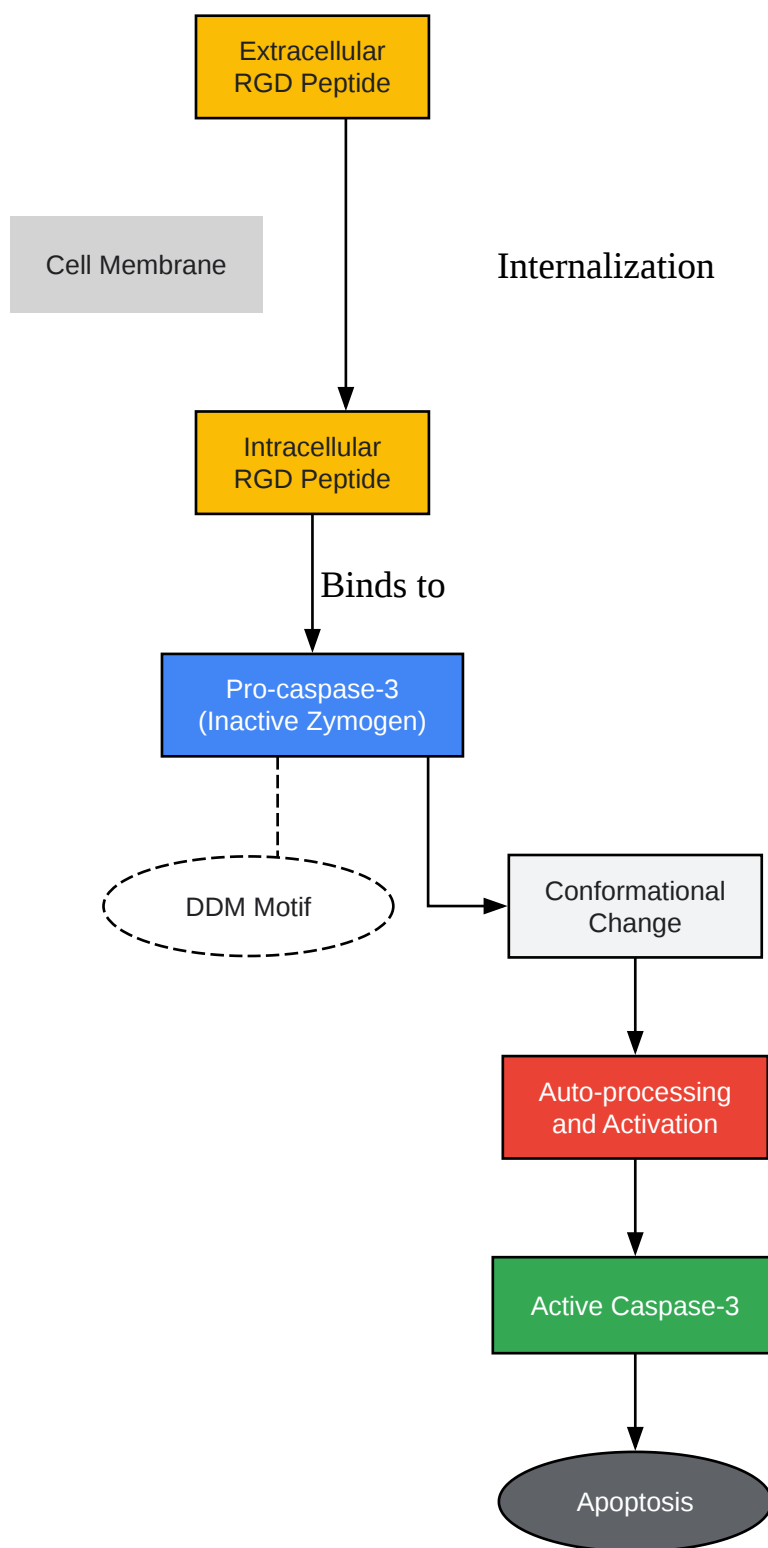 Extracellular
RGD Peptide
Cell Membrane
Internalization
Intracellular
RGD Peptide
Binds to
Pro-caspase-3
(Inactive Zymogen)
DDM Motif
Conformational
Change
Auto-processing
and Activation
Active Caspase-3
Apoptosis